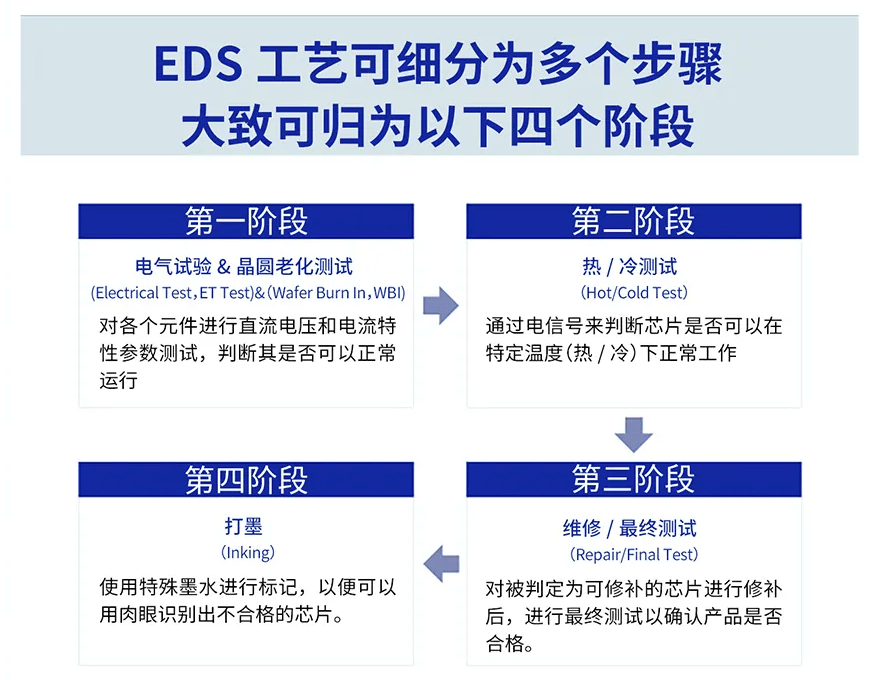 EDS 工艺可细分为多个步骤
大致可归为以下四个阶段
第一阶段
电气试验 & 晶圆老化测试
(Electrical Test，ET Test)&(Wafer Burn In，WBI)
对各个元件进行直流电压和电流特
性参数测试，判断其是否可以正常
运行
第二阶段
热 / 冷测试
(Hot/Cold Test)
通过电信号来判断芯片是否可以在
特定温度(热 / 冷)下正常工作
第三阶段
维修 / 最终测试
(Repair/Final Test)
对被判定为可修补的芯片进行修补
后，进行最终测试以确认产品是否
合格。
第四阶段
打墨
(Inking)
使用特殊墨水进行标记，以便可以
用肉眼识别出不合格的芯片。